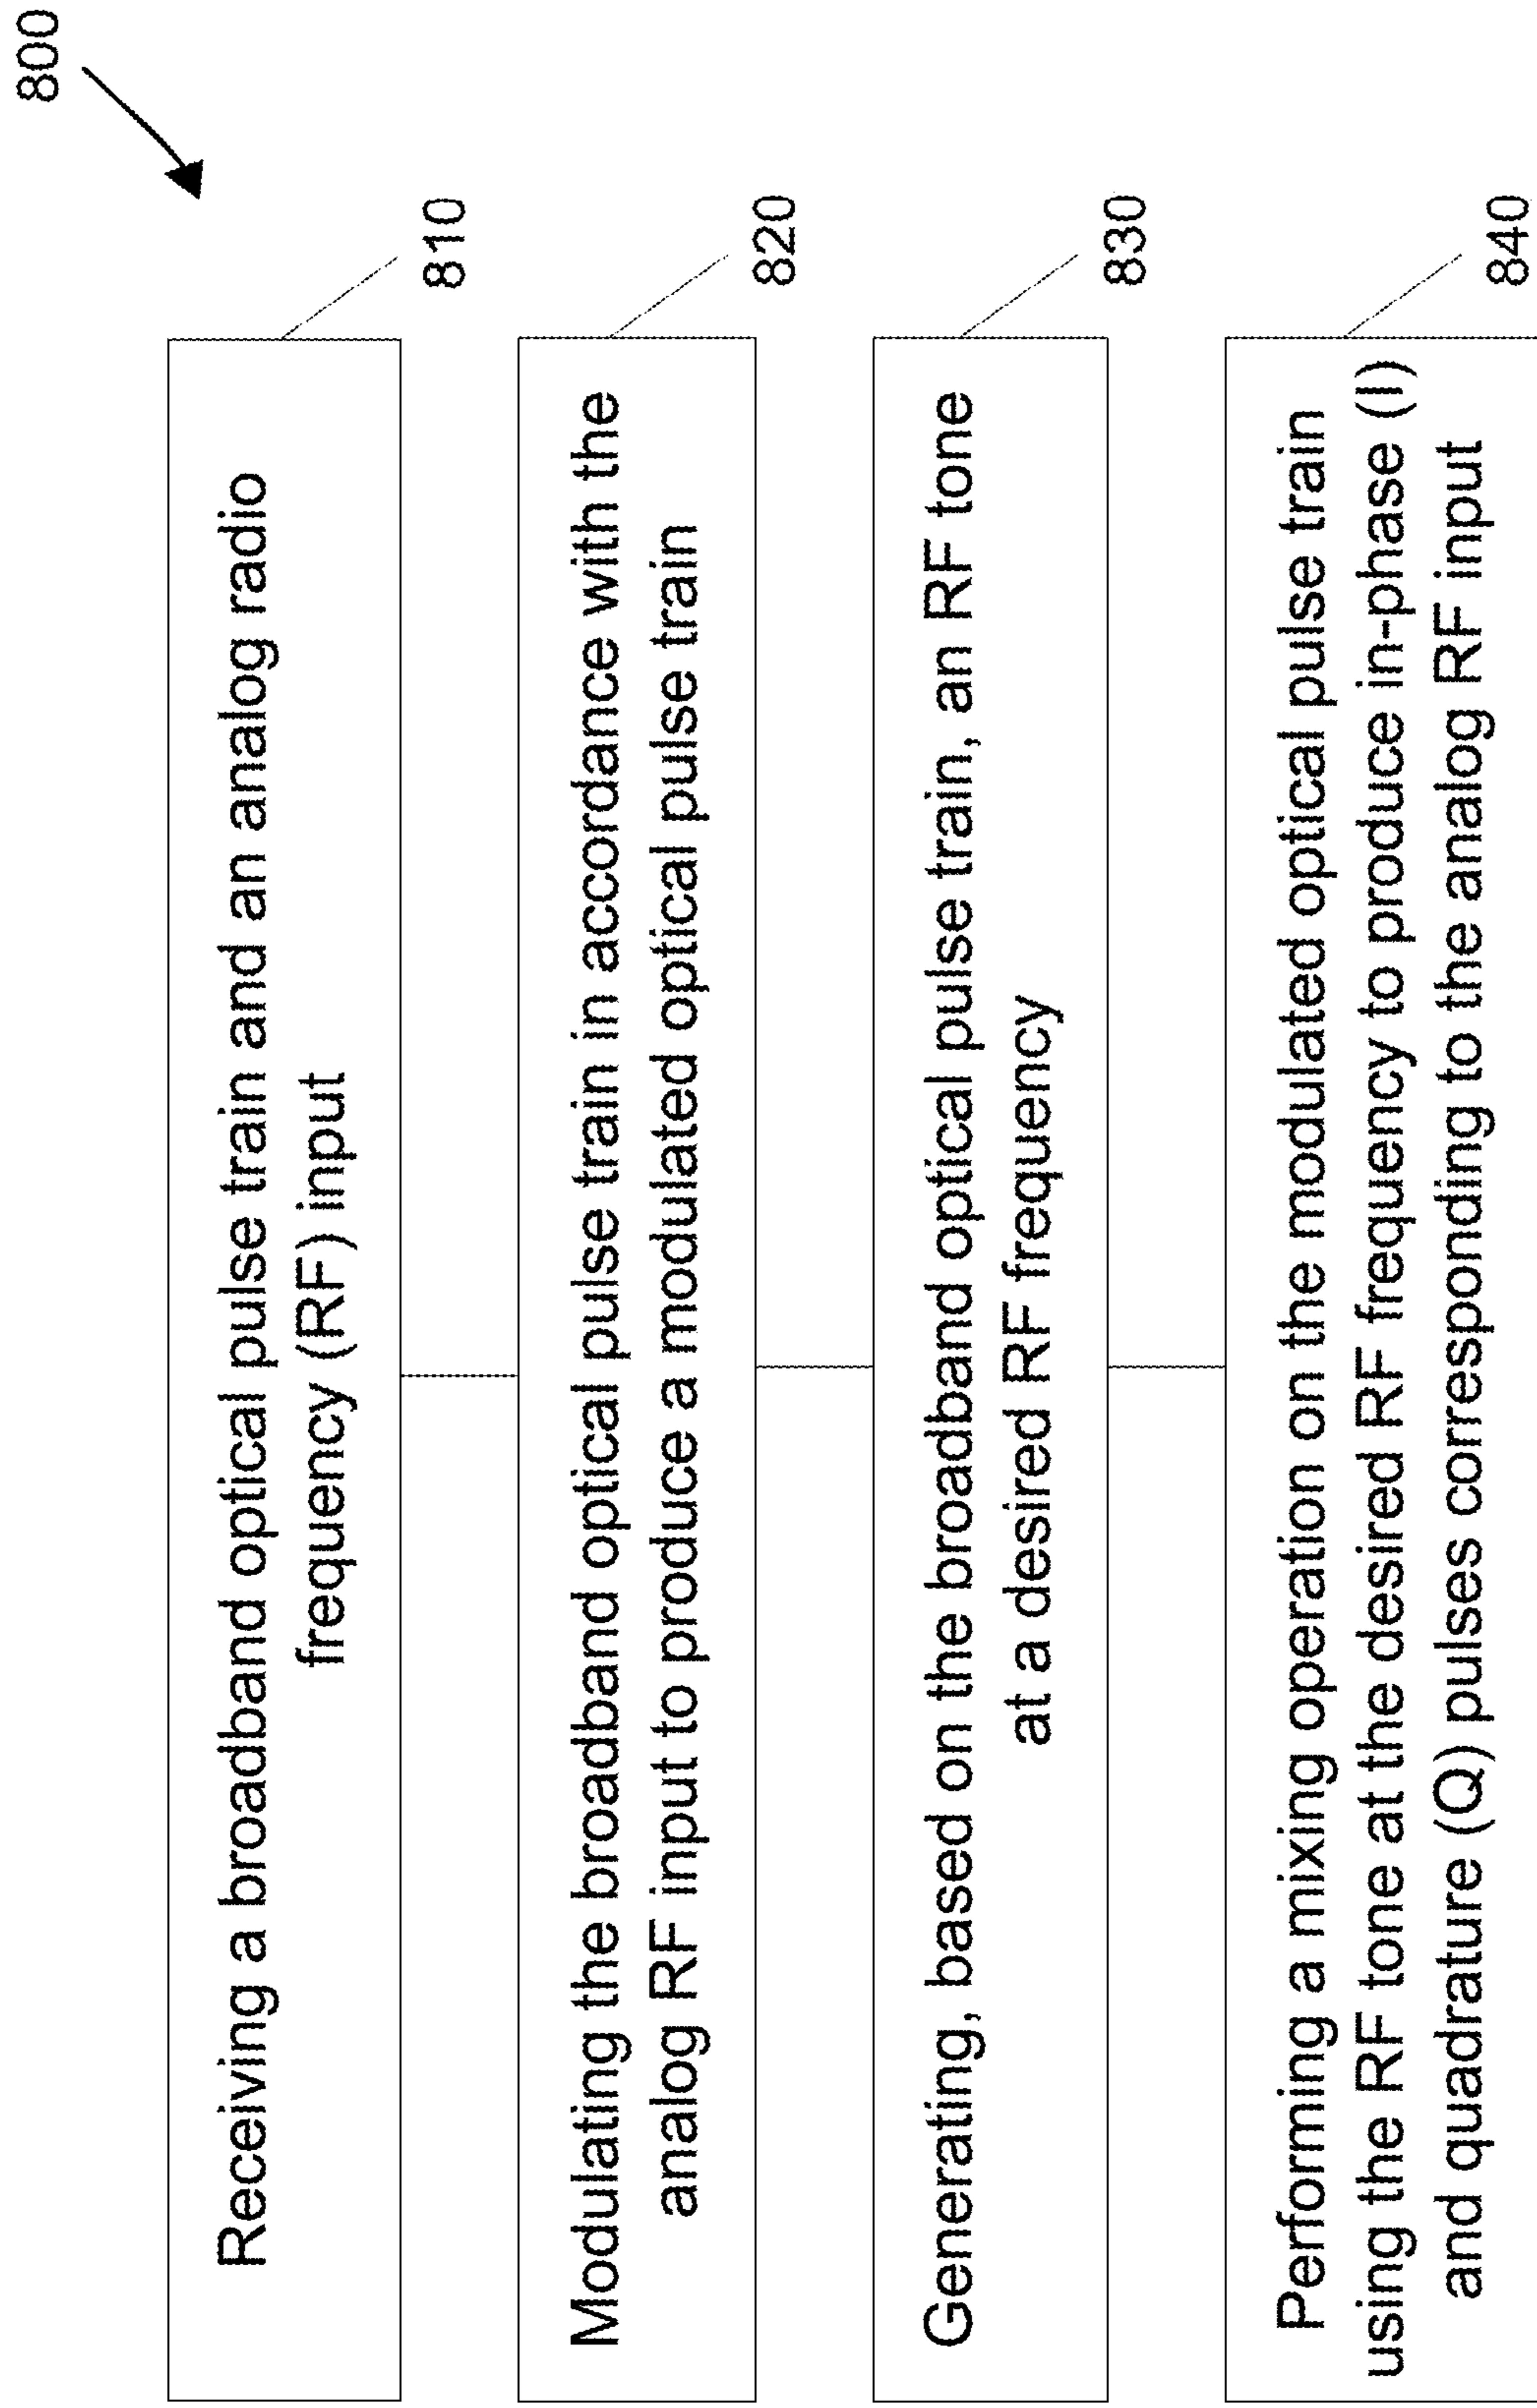 800
Receiving a broadband optical pulse train and an analog radio
frequency (RF) input
810
Modulating the broadband optical pulse train in accordance with the
analog RF input to produce a modulated optical pulse train
820
Generating, based on the broadband optical pulse train, an RF tone
at a desired RF frequency
830
Performing a mixing operation on the modulated optical pulse train
using the RF tone at the desired RF frequency to produce in-phase (I)
and quadrature (Q) pulses corresponding to the analog RF input
840